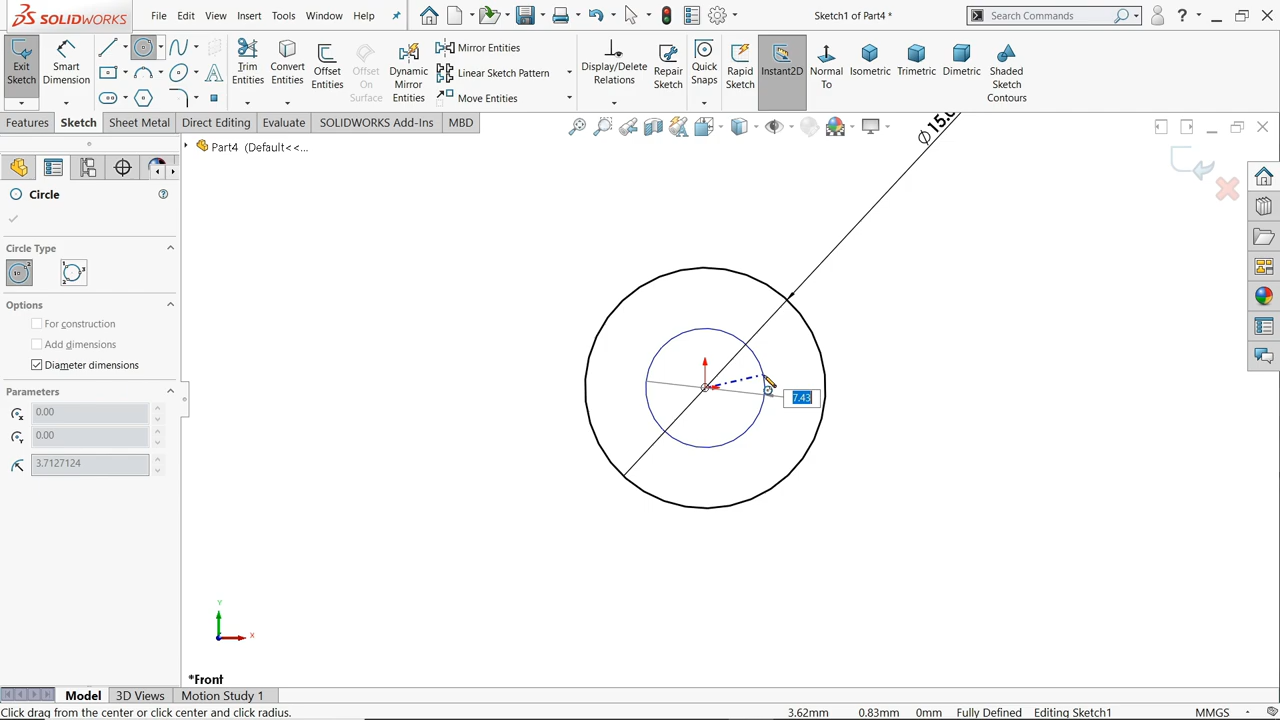 SOLIDWORKS File Edit View Insert Tools Window Help Sketch1 of Part4 * Search Commands ?
Exit Sketch
Smart Dimension
Trim Entities
Convert Entities
Offset Entities
Offset On Surface
Dynamic Mirror Entities
Mirror Entities
Linear Sketch Pattern
Move Entities
Display/Delete Relations
Repair Sketch
Quick Snaps
Rapid Sketch
Instant2D
Normal To
Isometric
Trimetric
Dimetric
Shaded Sketch Contours
Features Sketch Sheet Metal Direct Editing Evaluate SOLIDWORKS Add-Ins MBD
Part4 (Default<<...
Circle
Circle Type
Options
For construction
Add dimensions
Diameter dimensions
Parameters
0.00
0.00
3.7127124
7.43
Y
X
*Front
Model 3D Views Motion Study 1
Click drag from the center or click center and click radius. 3.62mm 0.83mm 0mm Fully Defined Editing Sketch1 MMGS